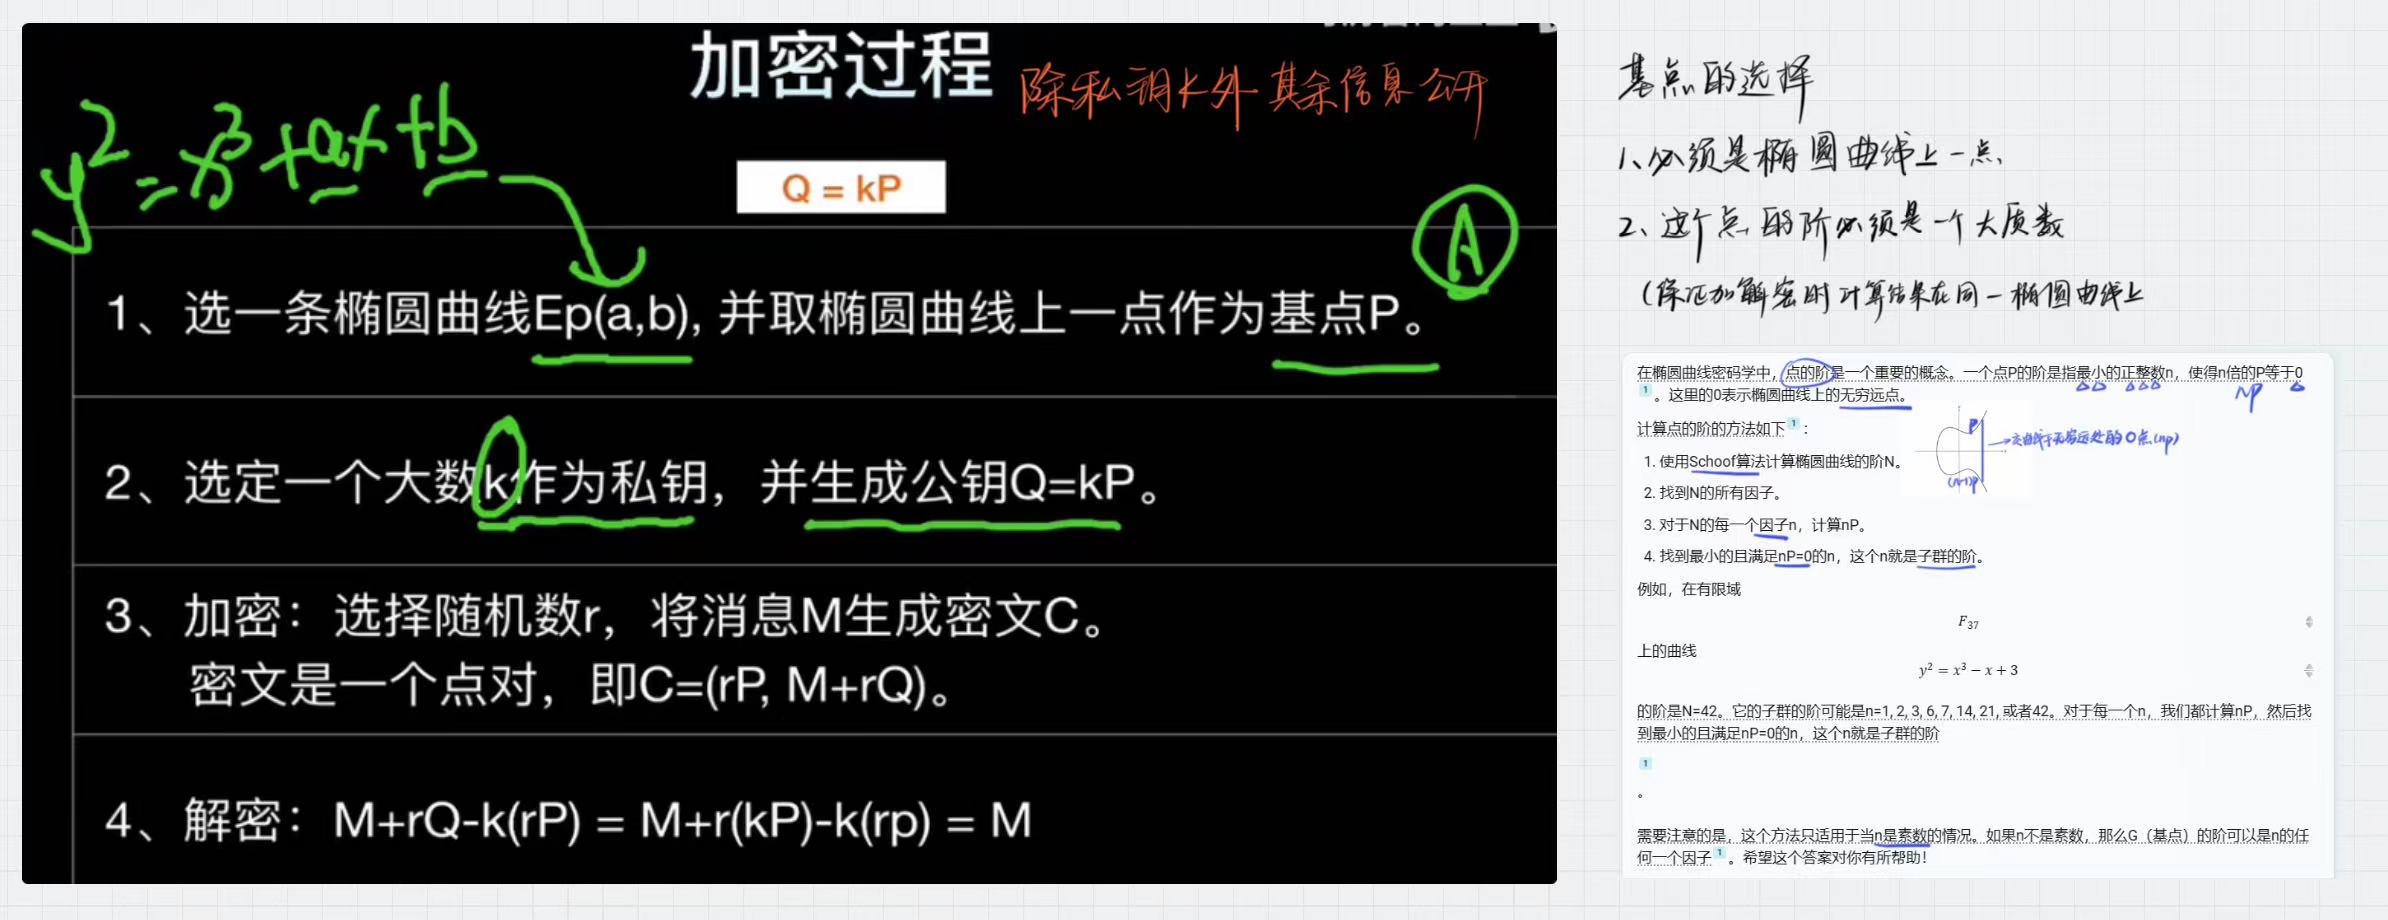 加密过程
除私钥k外 其余信息公开
y²=x³+ax+b
Q = kP
A
1、选一条椭圆曲线Ep(a,b), 并取椭圆曲线上一点作为基点P。
2、选定一个大数k作为私钥，并生成公钥Q=kP。
3、加密：选择随机数r，将消息M生成密文C。
密文是一个点对，即C=(rP, M+rQ)。
4、解密：M+rQ-k(rP) = M+r(kP)-k(rp) = M
基点的选择
1、必须是椭圆曲线上一点、
2、这个点的阶必须是一个大质数
(保证加解密时计算结果在同一椭圆曲线上
在椭圆曲线密码学中，点的阶是一个重要的概念。一个点P的阶是指最小的正整数n，使得n倍的P等于0
1 。这里的0表示椭圆曲线上的无穷远点。
NP
计算点的阶的方法如下 1 ：
P
(n-1)P
1. 使用Schoof算法计算椭圆曲线的阶N。
2. 找到N的所有因子。
3. 对于N的每一个因子n，计算nP。
4. 找到最小的且满足nP=0的n，这个n就是子群的阶。
例如，在有限域
F₃₇
上的曲线
y² = x³ − x + 3
的阶是N=42。它的子群的阶可能是n=1, 2, 3, 6, 7, 14, 21, 或者42。对于每一个n，我们都计算nP，然后找
到最小的且满足nP=0的n，这个n就是子群的阶
1
。
需要注意的是，这个方法只适用于当n是素数的情况。如果n不是素数，那么G（基点）的阶可以是n的任
何一个因子 1 。希望这个答案对你有所帮助！